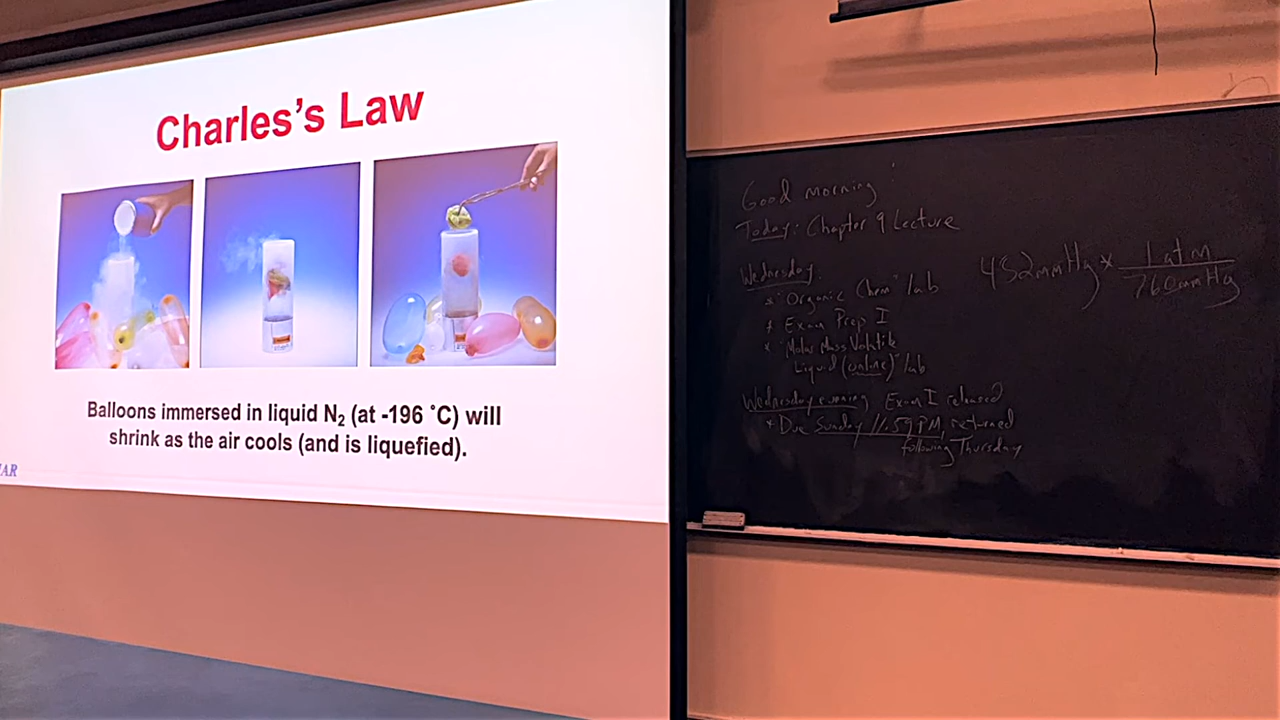 Charles's Law
Balloons immersed in liquid N₂ (at -196 ˚C) will
shrink as the air cools (and is liquefied).
Good morning
Today: Chapter 9 Lecture
Wednesday:
* "Organic Chem" lab
* Exam Prep I
* "Molar Mass Volatile
Liquid (online)" lab
Wednesday evening Exam I released
* Due Sunday 11:59 PM, returned
following Thursday
452 mmHg * 1 atm
760 mmHg